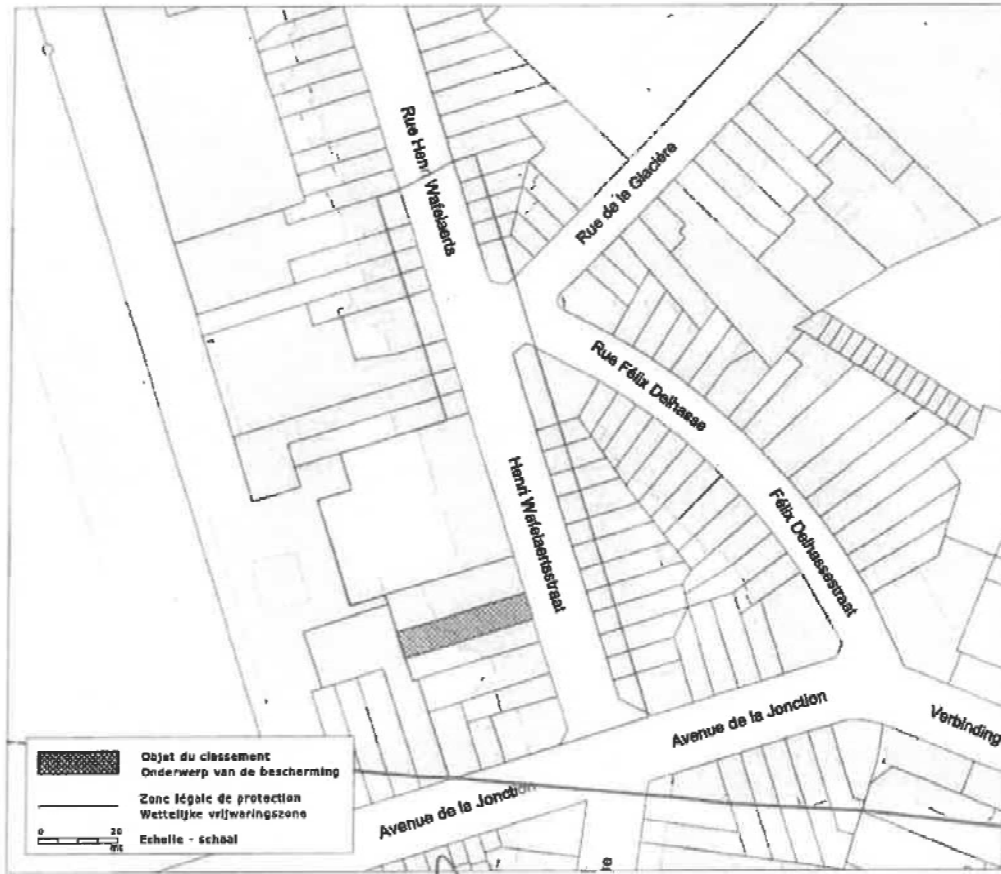 Rue Henri Wafelaerts
Rue de la Glacière
Rue Félix Delhasse
Henri Wafelaertsstraat
Félix Delhassestraat
Avenue de la Jonction
Verbinding
Avenue de la Jonction
Objet du classement
Onderwerp van de bescherming
Zone légale de protection
Wettelijke vrijwaringszone
0 20
Echelle - schaal